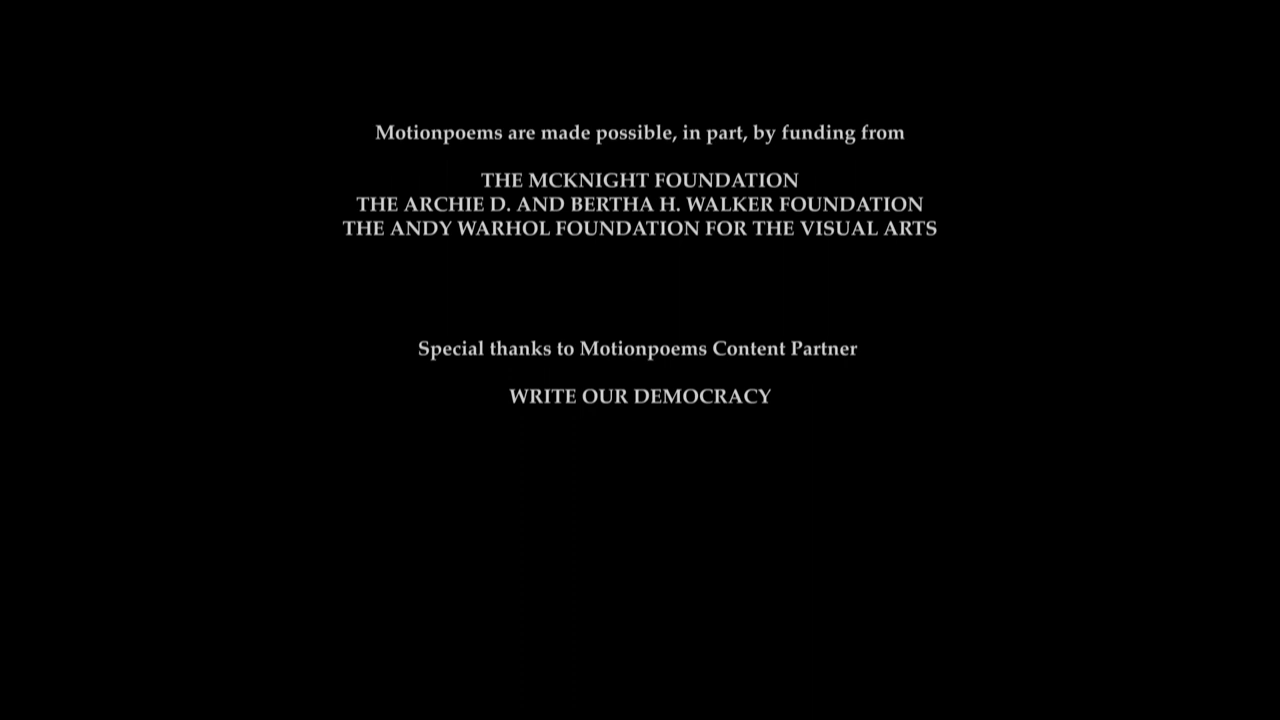 Motionpoems are made possible, in part, by funding from
THE MCKNIGHT FOUNDATION
THE ARCHIE D. AND BERTHA H. WALKER FOUNDATION
THE ANDY WARHOL FOUNDATION FOR THE VISUAL ARTS
Special thanks to Motionpoems Content Partner
WRITE OUR DEMOCRACY